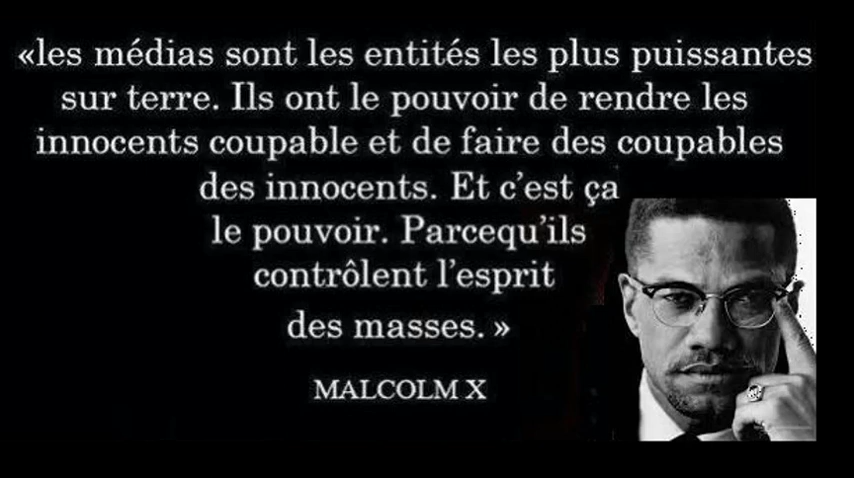 «les médias sont les entités les plus puissantes
sur terre. Ils ont le pouvoir de rendre les
innocents coupable et de faire des coupables
des innocents. Et c’est ça
le pouvoir. Parcequ’ils
contrôlent l’esprit
des masses. »
MALCOLM X